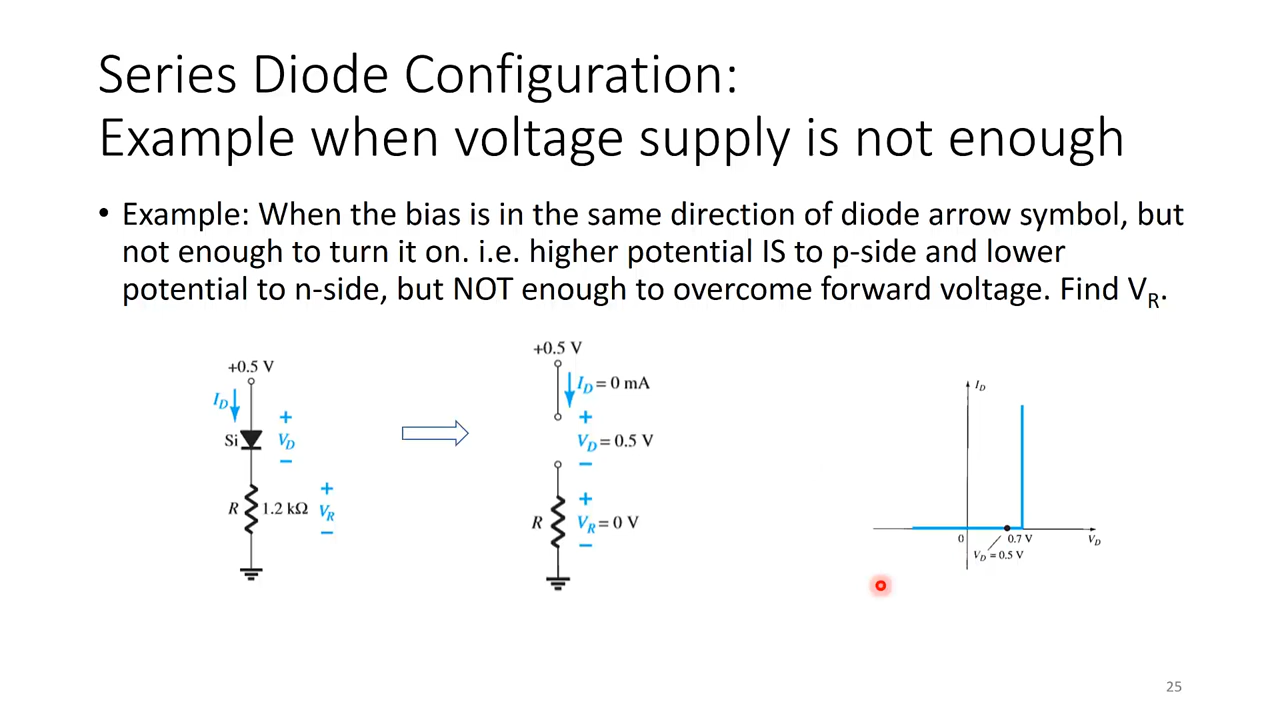 Series Diode Configuration:
Example when voltage supply is not enough
• Example: When the bias is in the same direction of diode arrow symbol, but
not enough to turn it on. i.e. higher potential IS to p-side and lower
potential to n-side, but NOT enough to overcome forward voltage. Find VR.
+0.5 V
ID
+
Si
VD
−
+
R
1.2 kΩ
VR
−
+0.5 V
ID = 0 mA
+
VD = 0.5 V
−
+
R
VR = 0 V
−
ID
0
0.7 V
VD
VD = 0.5 V
25